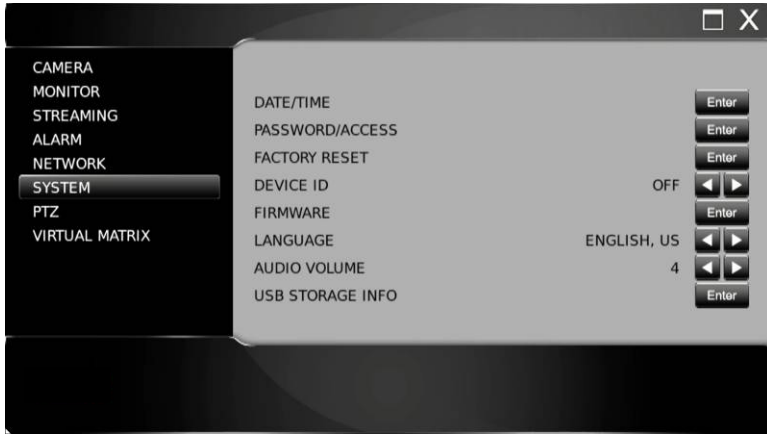 CAMERA
MONITOR
STREAMING
ALARM
NETWORK
SYSTEM
PTZ
VIRTUAL MATRIX
DATE/TIME Enter
PASSWORD/ACCESS Enter
FACTORY RESET Enter
DEVICE ID OFF
FIRMWARE Enter
LANGUAGE ENGLISH, US
AUDIO VOLUME 4
USB STORAGE INFO Enter